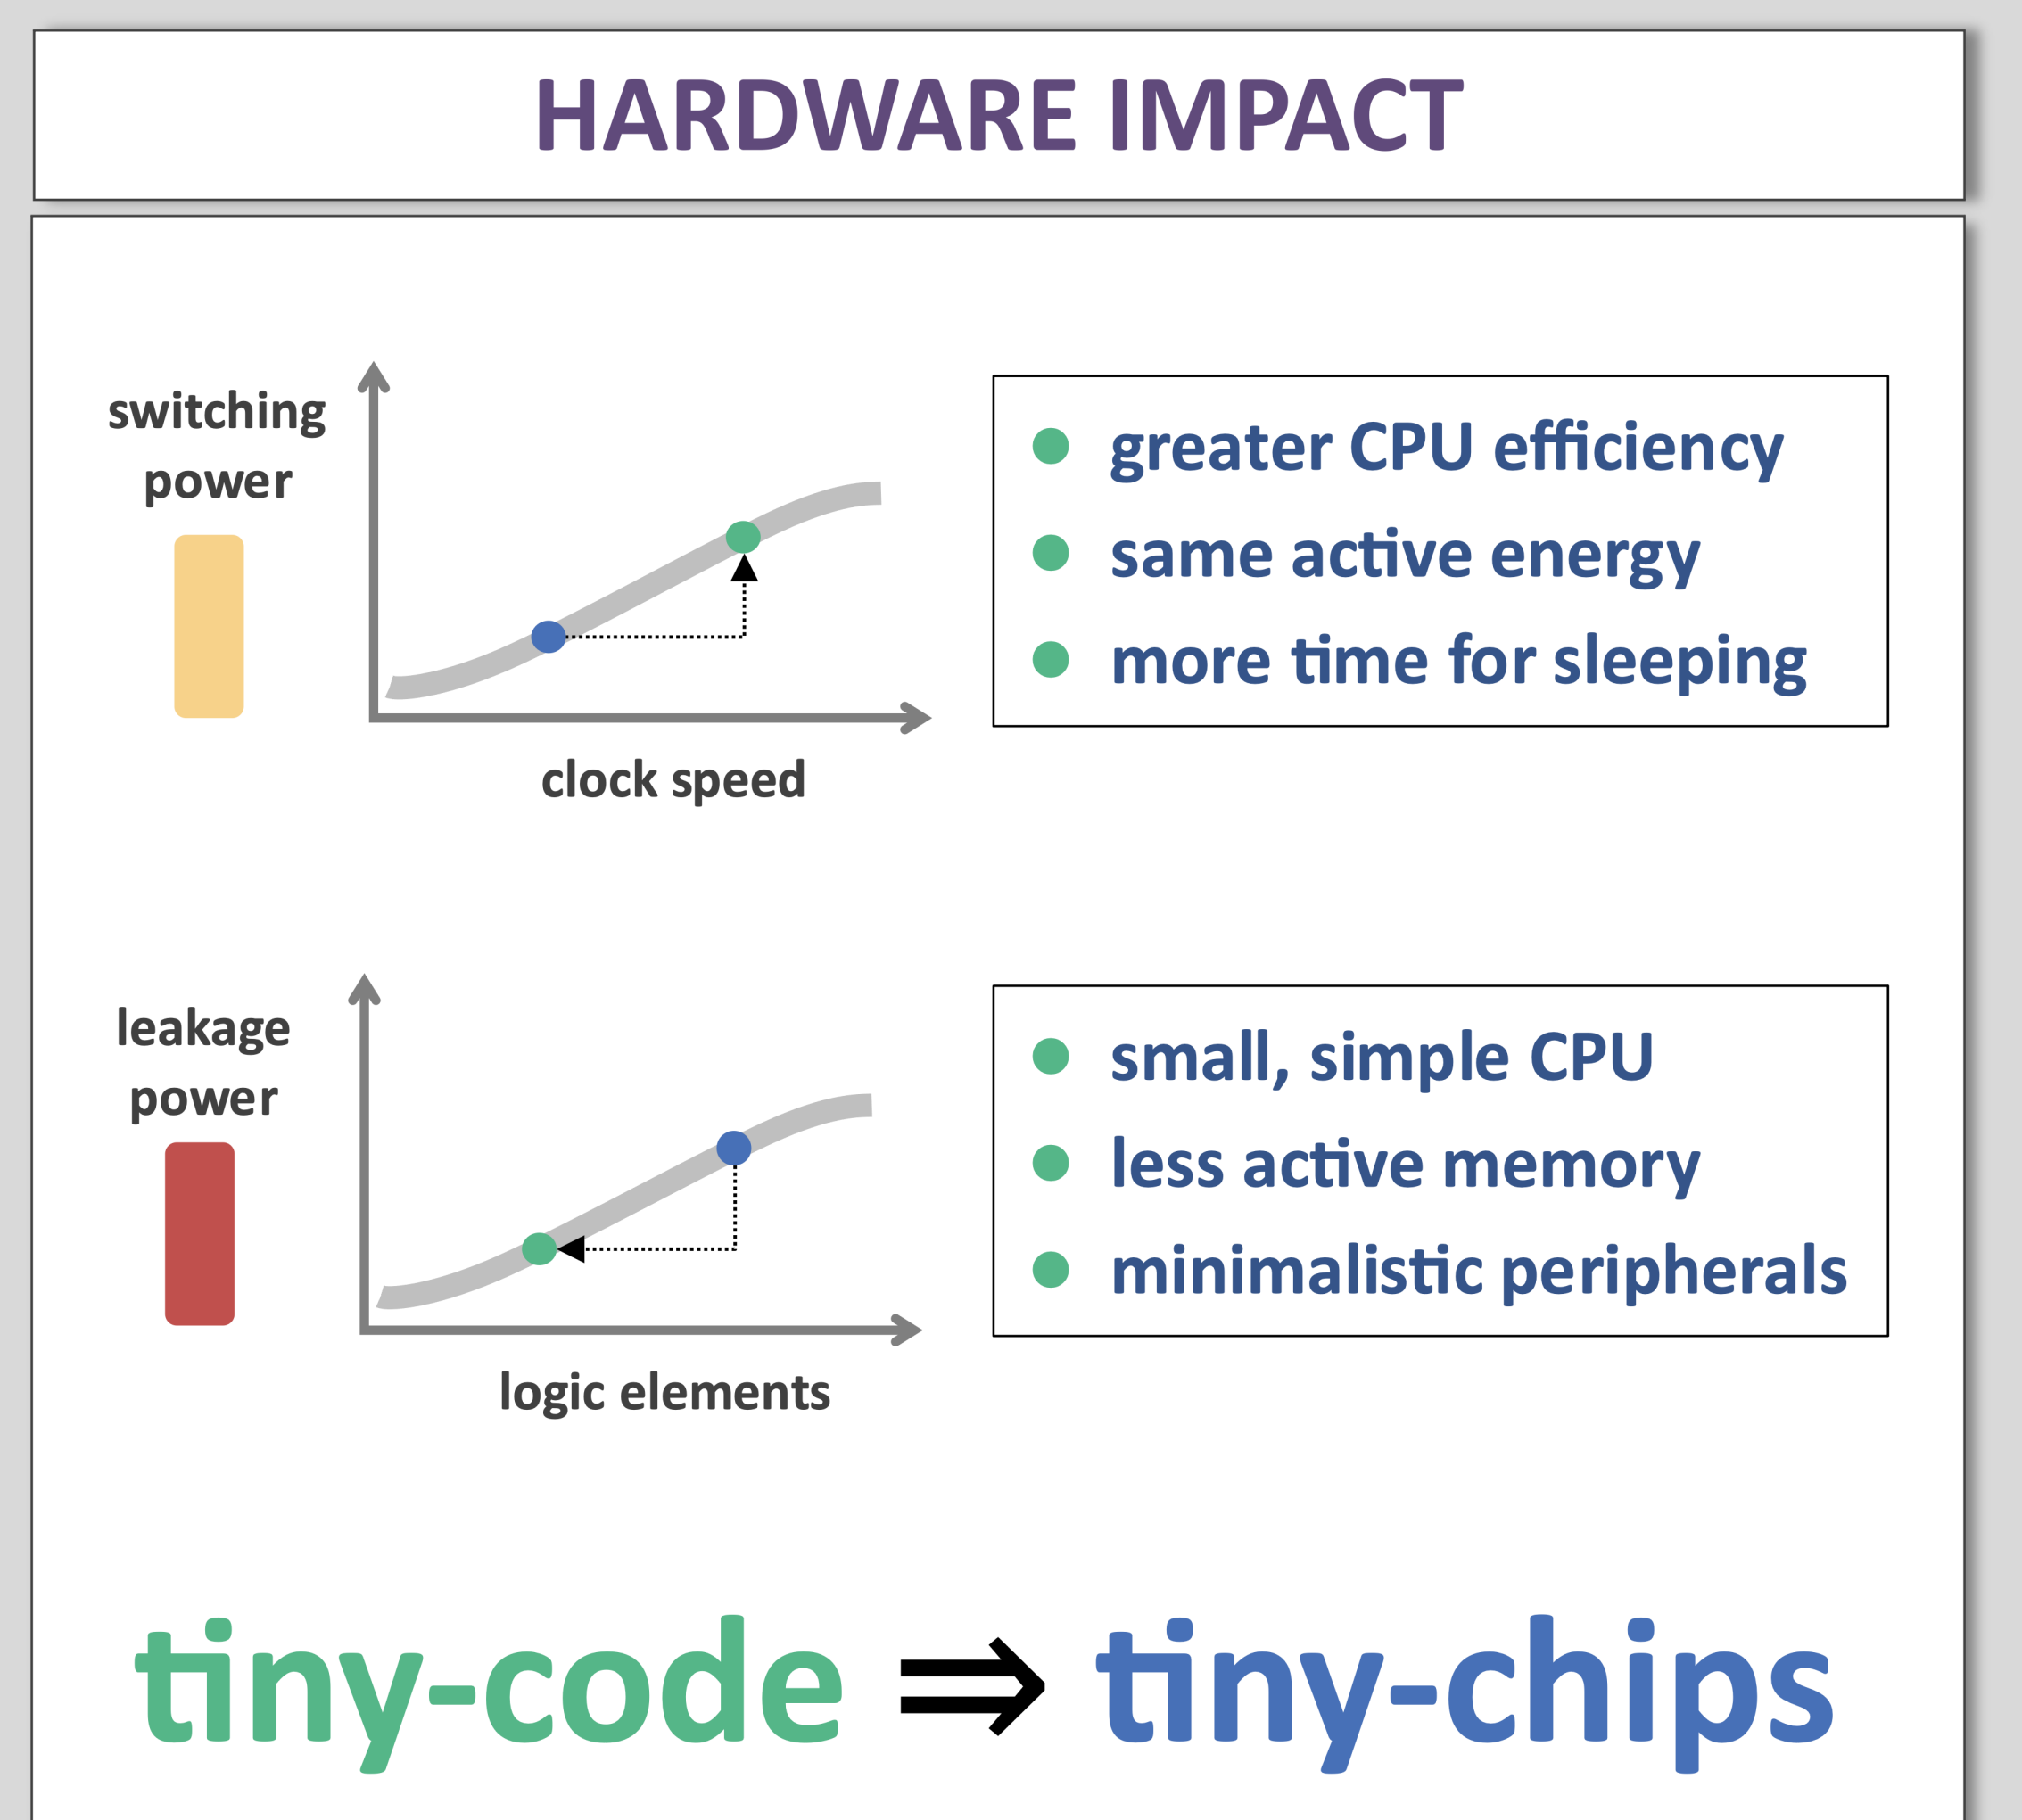 HARDWARE IMPACT
switching
power
clock speed
greater CPU efficiency
same active energy
more time for sleeping
leakage
power
logic elements
small, simple CPU
less active memory
minimalistic peripherals
tiny-code ⇒ tiny-chips